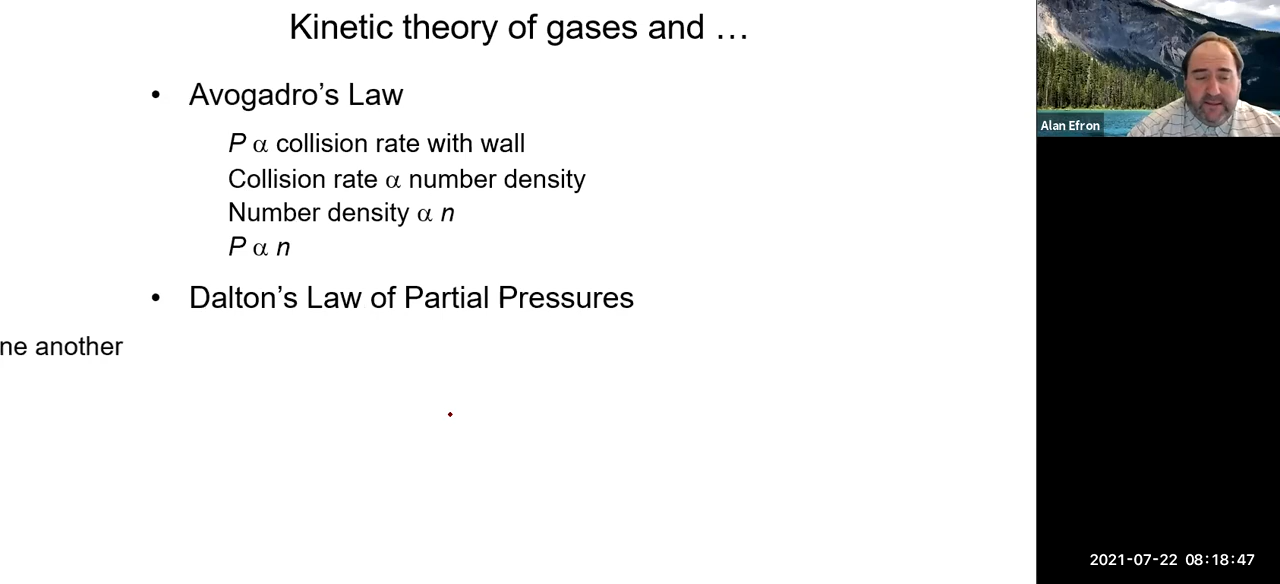 Kinetic theory of gases and …
• Avogadro’s Law
P α collision rate with wall
Collision rate α number density
Number density α n
P α n
• Dalton’s Law of Partial Pressures
ne another
Alan Efron
2021-07-22 08:18:47